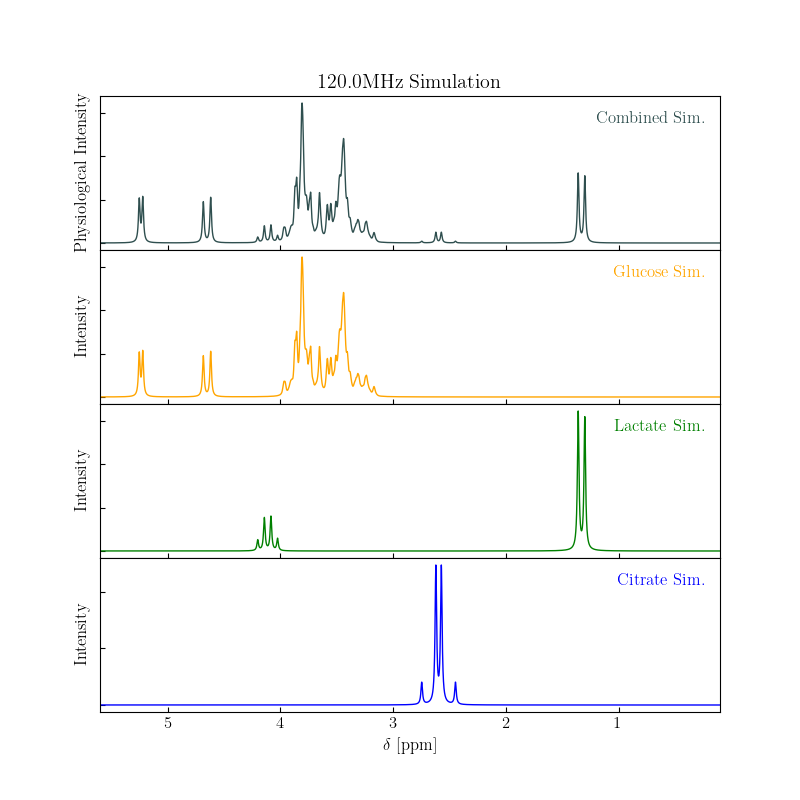 120.0MHz Simulation
Physiological Intensity
Combined Sim.
Intensity
Glucose Sim.
Intensity
Lactate Sim.
Intensity
Citrate Sim.
5 4 3 2 1
δ [ppm]